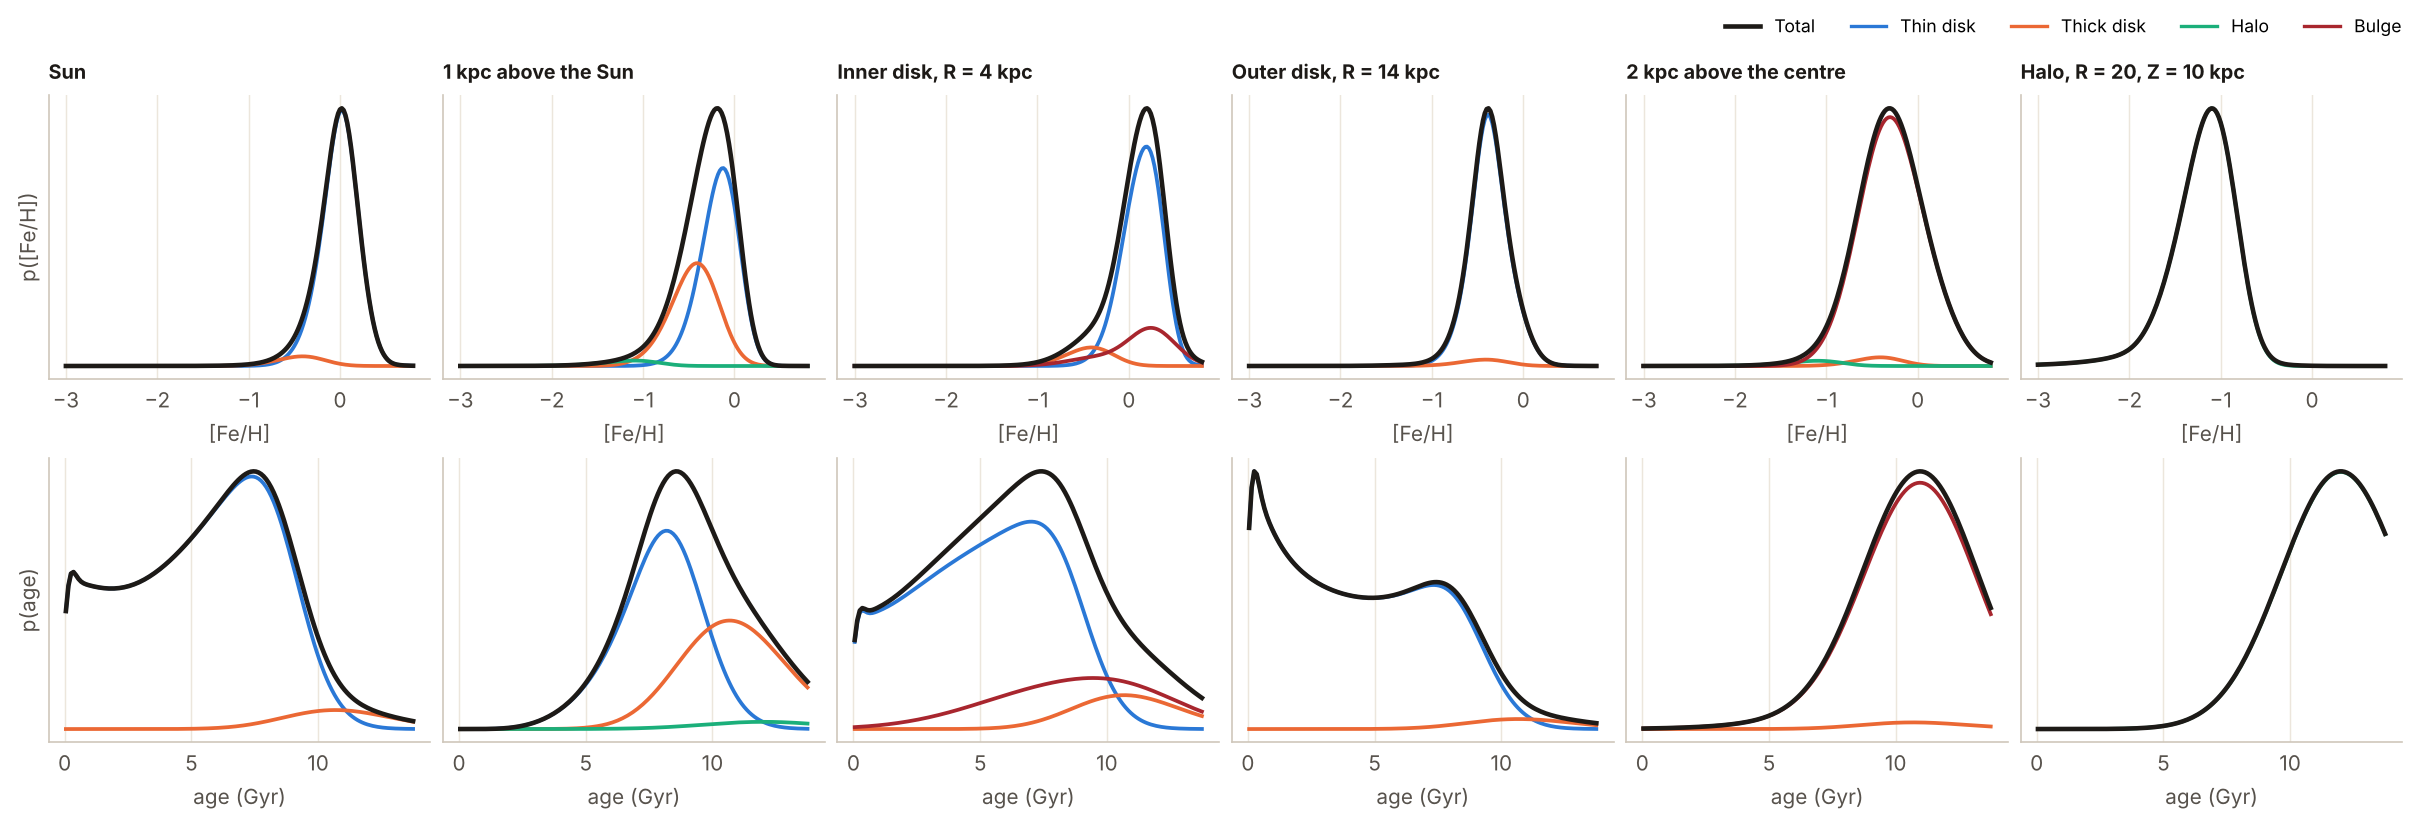 Total Thin disk Thick disk Halo Bulge
Sun
1 kpc above the Sun
Inner disk, R = 4 kpc
Outer disk, R = 14 kpc
2 kpc above the centre
Halo, R = 20, Z = 10 kpc
p([Fe/H])
−3 −2 −1 0
−3 −2 −1 0
−3 −2 −1 0
−3 −2 −1 0
−3 −2 −1 0
−3 −2 −1 0
[Fe/H]
[Fe/H]
[Fe/H]
[Fe/H]
[Fe/H]
[Fe/H]
p(age)
0 5 10
0 5 10
0 5 10
0 5 10
0 5 10
0 5 10
age (Gyr)
age (Gyr)
age (Gyr)
age (Gyr)
age (Gyr)
age (Gyr)